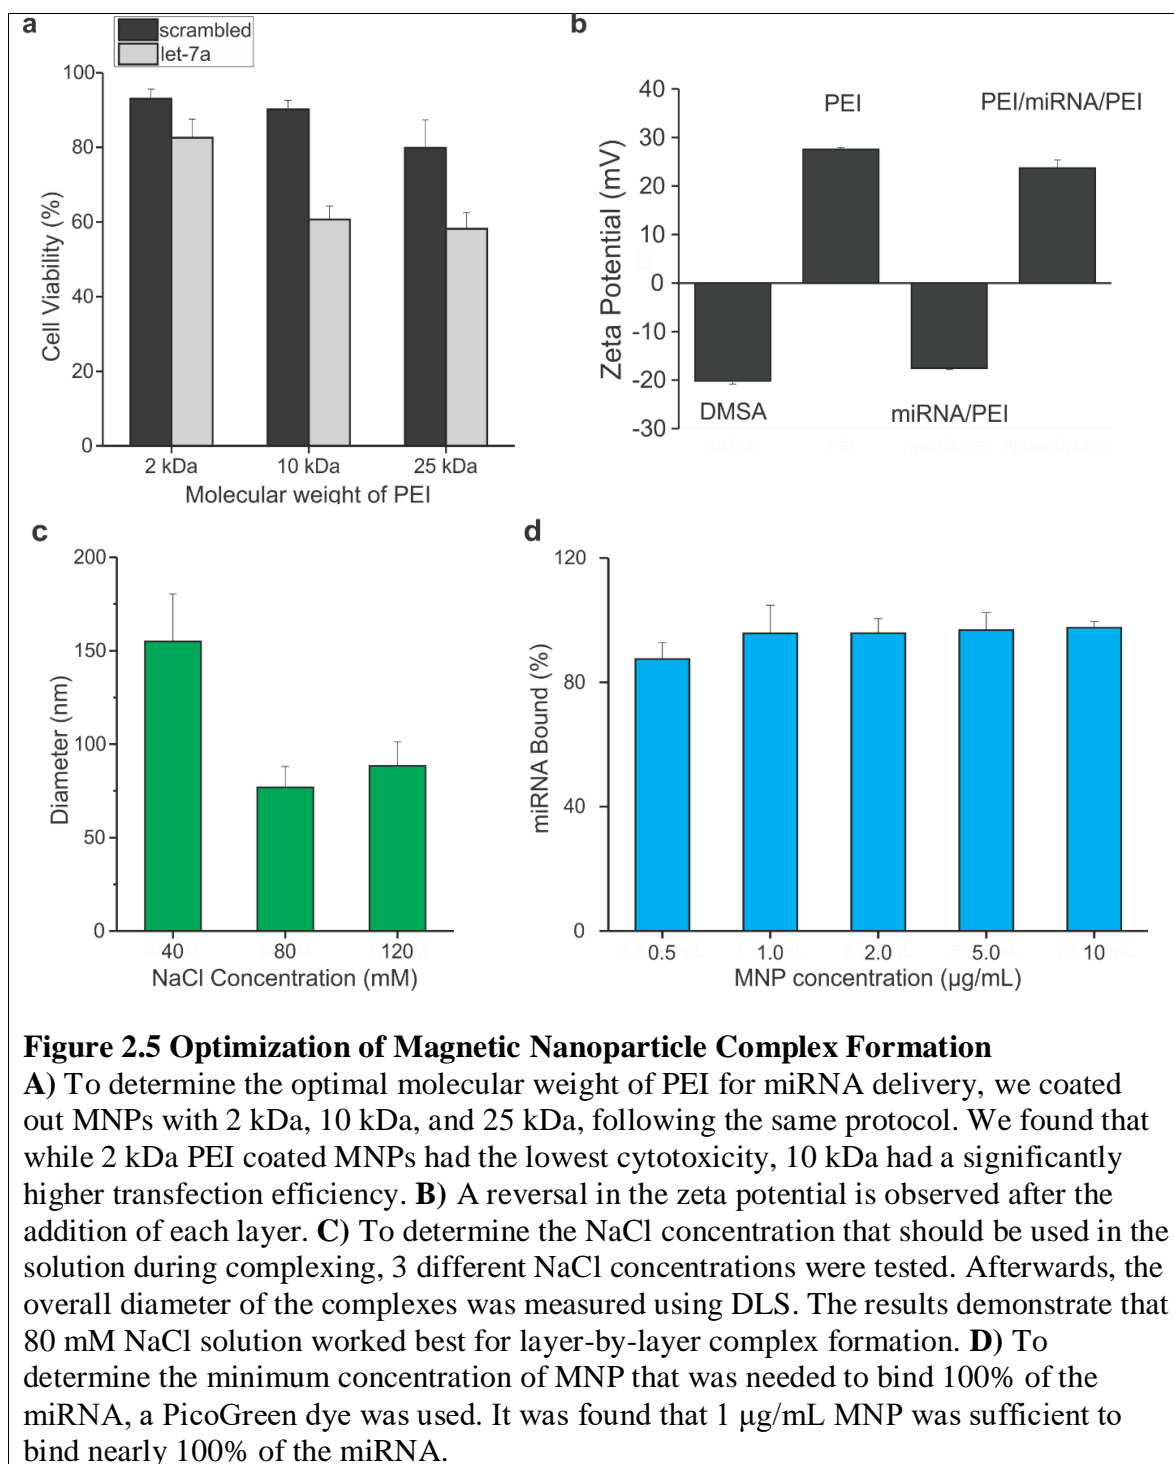 a
scrambled
let-7a
100
80
60
40
20
0
Cell Viability (%)
2 kDa 10 kDa 25 kDa
Molecular weight of PEI
b
40
30
20
10
0
-10
-20
-30
Zeta Potential (mV)
PEI
PEI/miRNA/PEI
DMSA
miRNA/PEI
c
200
150
100
50
0
Diameter (nm)
40 80 120
NaCl Concentration (mM)
d
120
80
40
0
miRNA Bound (%)
0.5 1.0 2.0 5.0 10
MNP concentration (µg/mL)
Figure 2.5 Optimization of Magnetic Nanoparticle Complex Formation
A) To determine the optimal molecular weight of PEI for miRNA delivery, we coated
out MNPs with 2 kDa, 10 kDa, and 25 kDa, following the same protocol. We found that
while 2 kDa PEI coated MNPs had the lowest cytotoxicity, 10 kDa had a significantly
higher transfection efficiency. B) A reversal in the zeta potential is observed after the
addition of each layer. C) To determine the NaCl concentration that should be used in the
solution during complexing, 3 different NaCl concentrations were tested. Afterwards, the
overall diameter of the complexes was measured using DLS. The results demonstrate that
80 mM NaCl solution worked best for layer-by-layer complex formation. D) To
determine the minimum concentration of MNP that was needed to bind 100% of the
miRNA, a PicoGreen dye was used. It was found that 1 µg/mL MNP was sufficient to
bind nearly 100% of the miRNA.